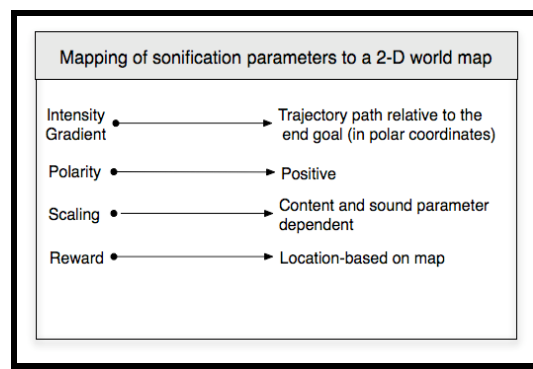 Mapping of sonification parameters to a 2-D world map
Intensity Gradient
Trajectory path relative to the
end goal (in polar coordinates)
Polarity
Positive
Scaling
Content and sound parameter
dependent
Reward
Location-based on map